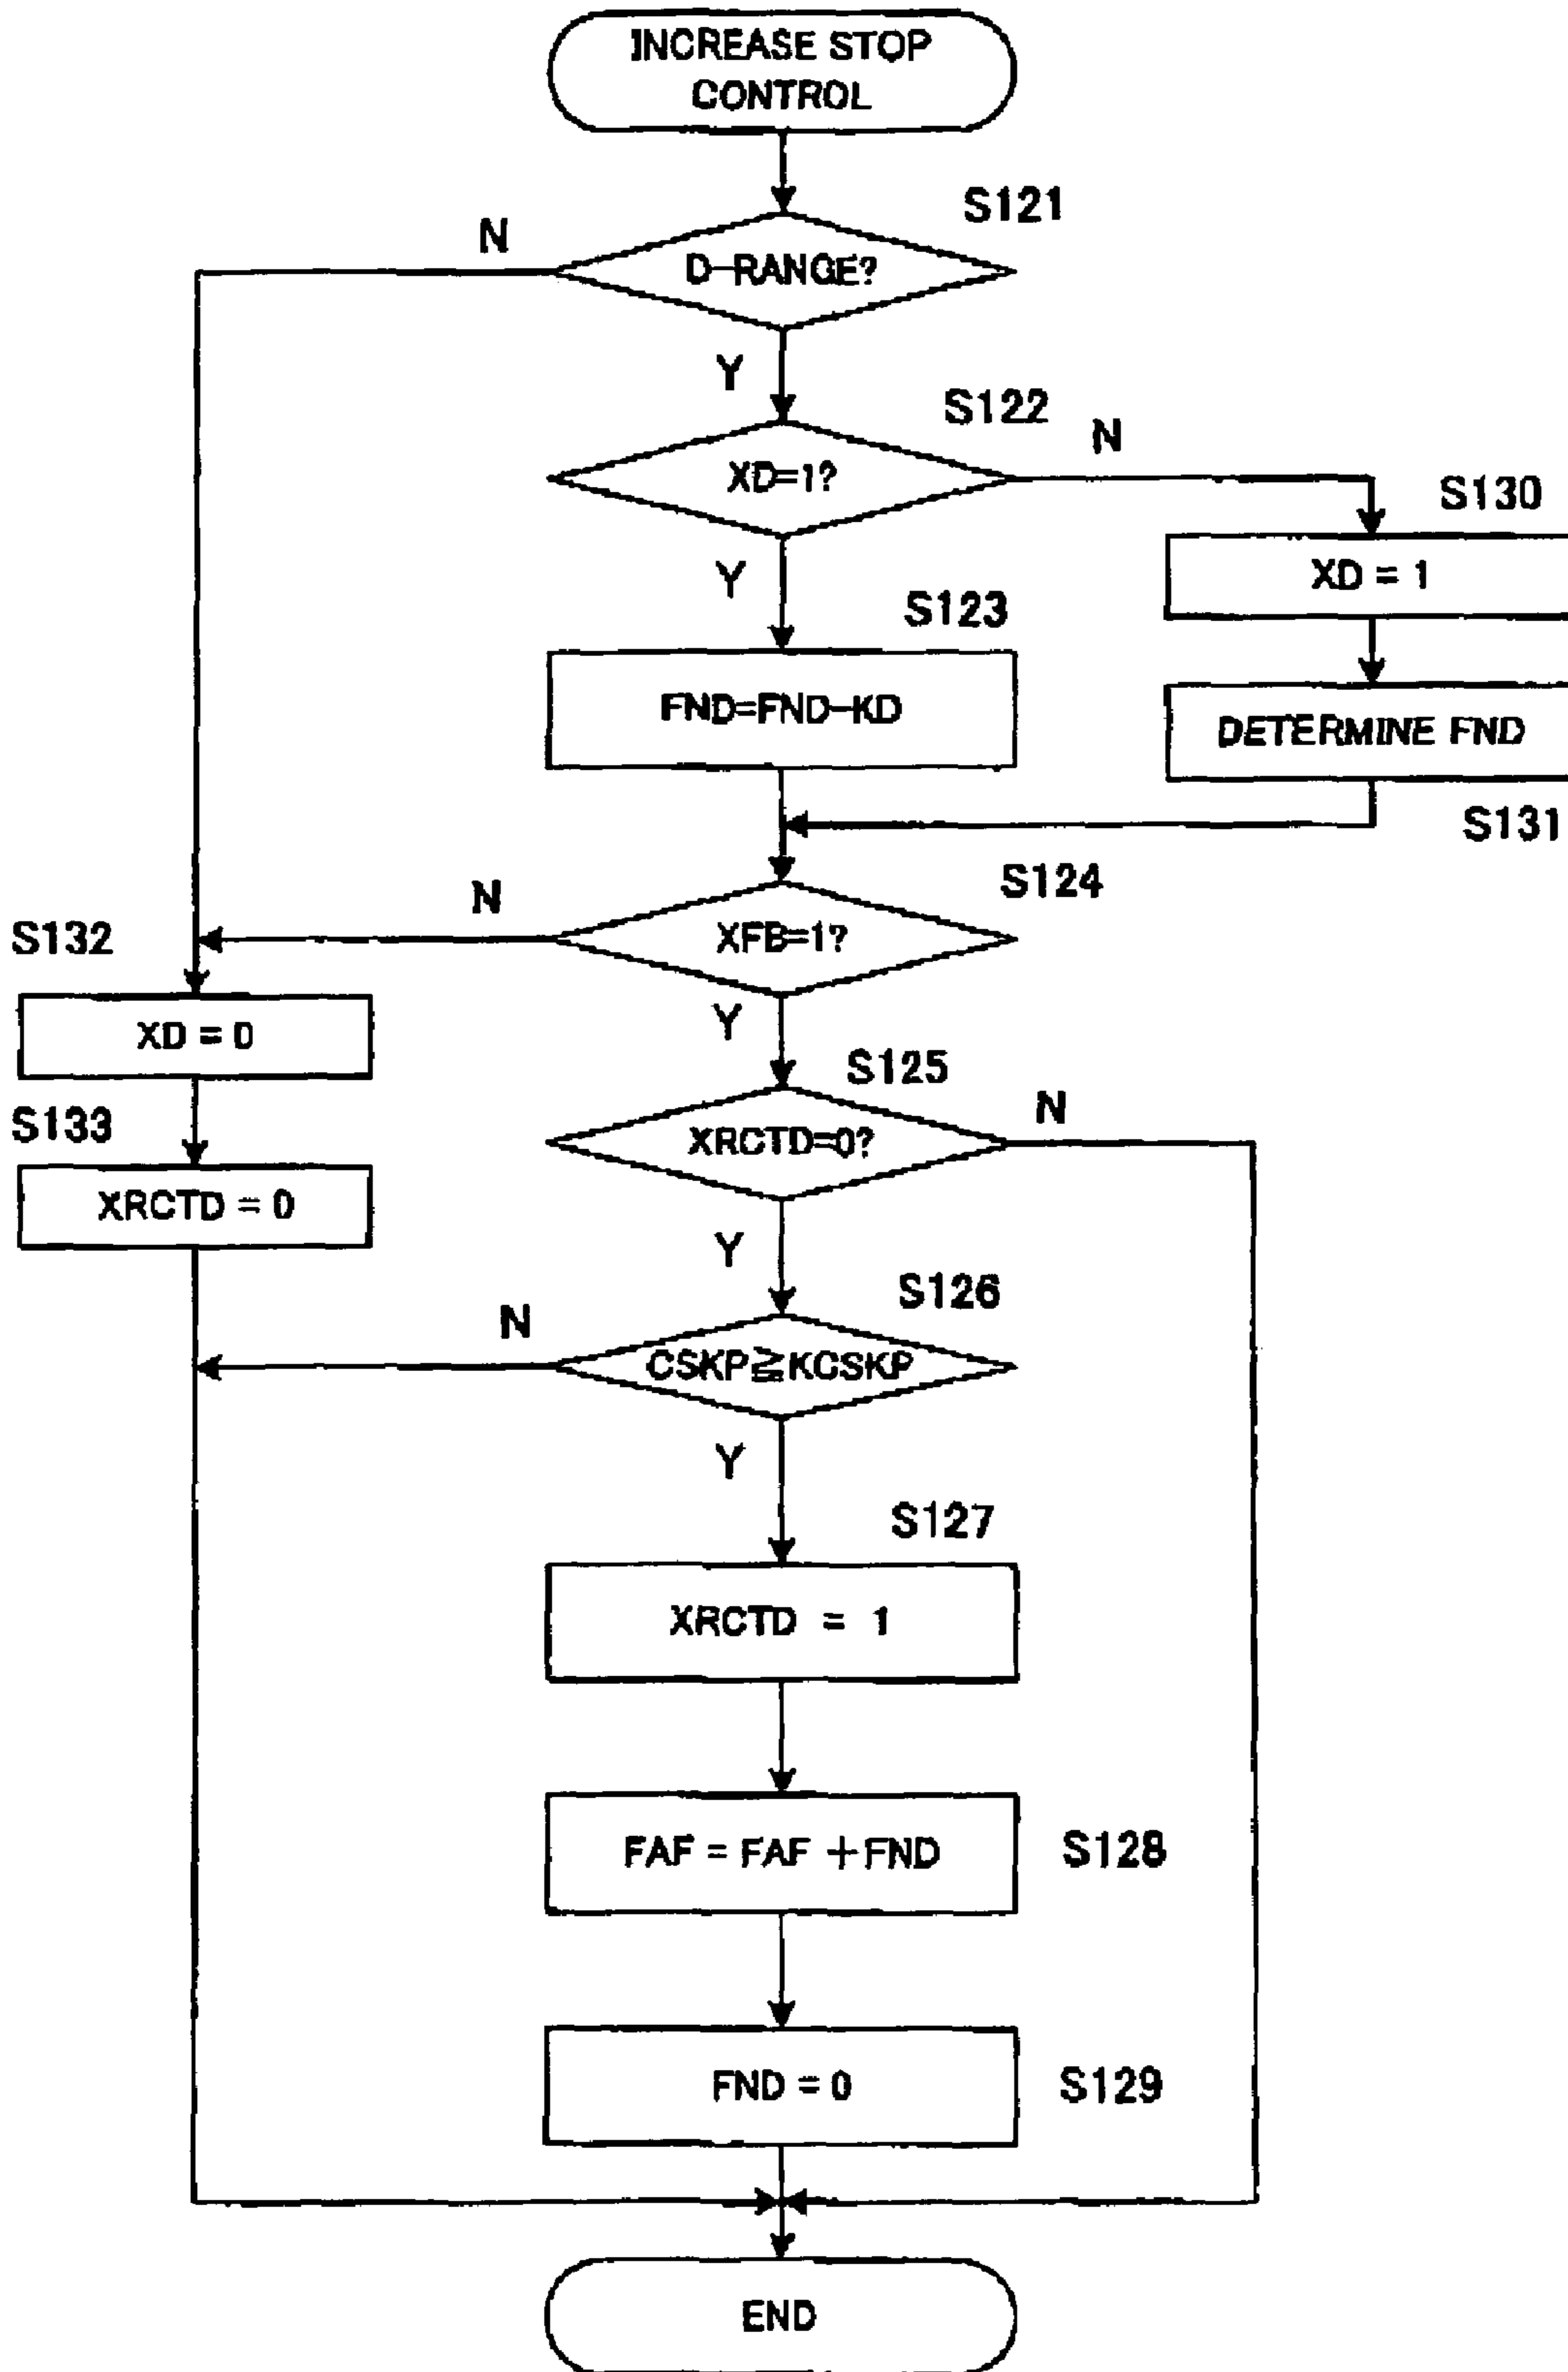 INCREASE STOP
CONTROL
S121
N
D-RANGE?
Y
S122
N
XD=1?
S130
Y
XD = 1
S123
FND=FND-KD
DETERMINE FND
S131
S124
N
XFB=1?
S132
Y
XD = 0
S125
N
S133
XRCTD=0?
XRCTD = 0
Y
S126
N
CSKP≧KCSKP
Y
S127
XRCTD = 1
FAF = FAF +FND
S128
FND = 0
S129
END